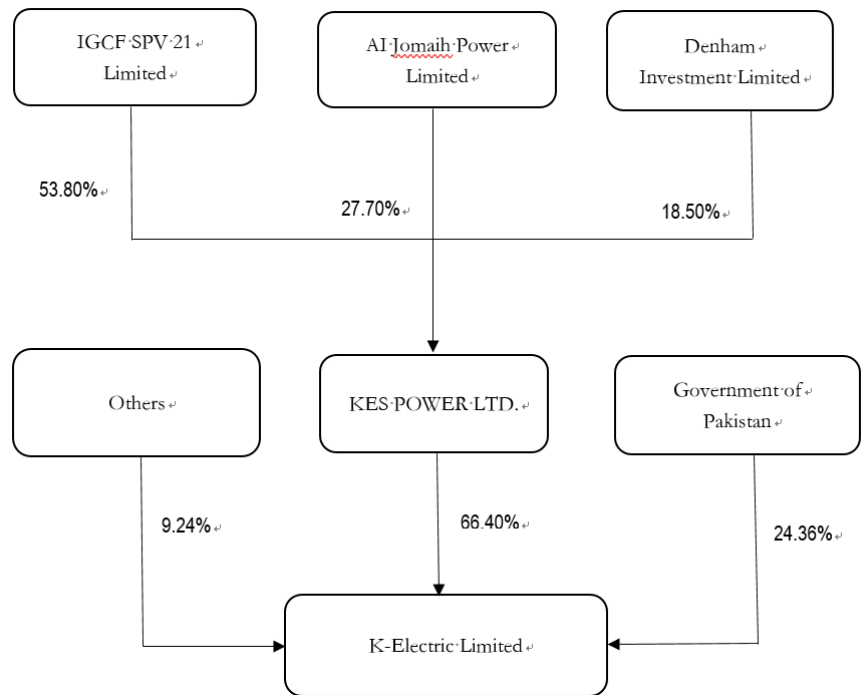 IGCF SPV 21
Limited
AI Jomaih Power
Limited
Denham
Investment Limited
53.80%
27.70%
18.50%
Others
KES POWER LTD.
Government of
Pakistan
9.24%
66.40%
24.36%
K-Electric Limited